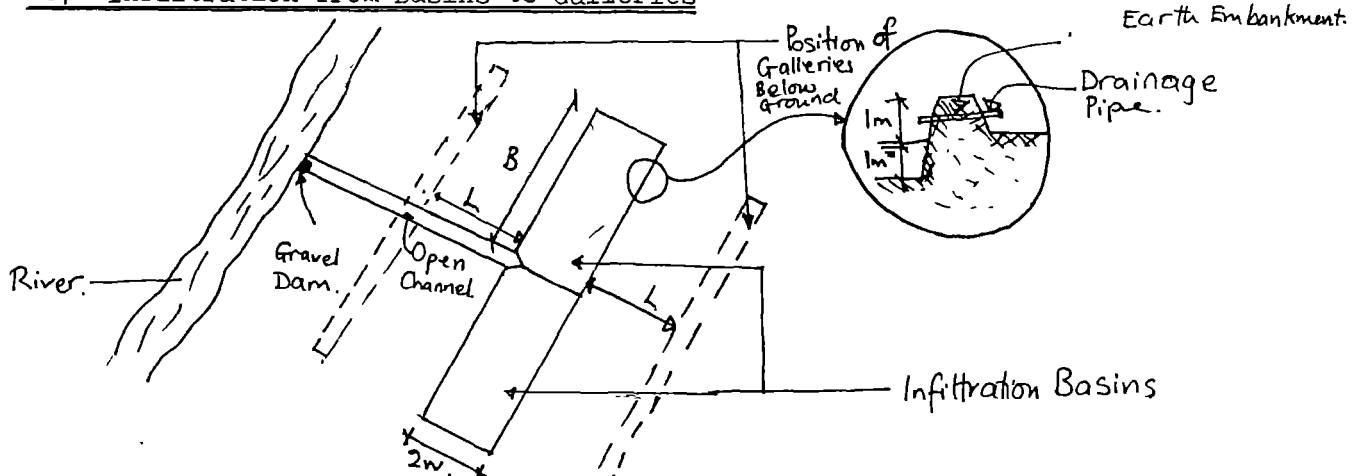 Infiltration from Basins to Galleries
Earth Embankment.
Position of
Galleries
Below
Ground
Drainage
Pipe.
1m
1m
B
L
Gravel
Dam.
Open
Channel.
River.
L
Infiltration Basins
2w.